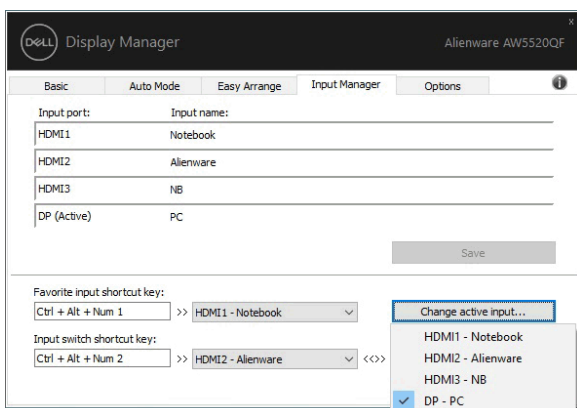 DELL Display Manager Alienware AW5520QF
Basic Auto Mode Easy Arrange Input Manager Options
Input port: Input name:
HDMI1 Notebook
HDMI2 Alienware
HDMI3 NB
DP (Active) PC
Save
Favorite input shortcut key:
Ctrl + Alt + Num 1 >> HDMI1 - Notebook Change active input...
Input switch shortcut key:
Ctrl + Alt + Num 2 >> HDMI2 - Alienware <<>>
HDMI1 - Notebook
HDMI2 - Alienware
HDMI3 - NB
DP - PC